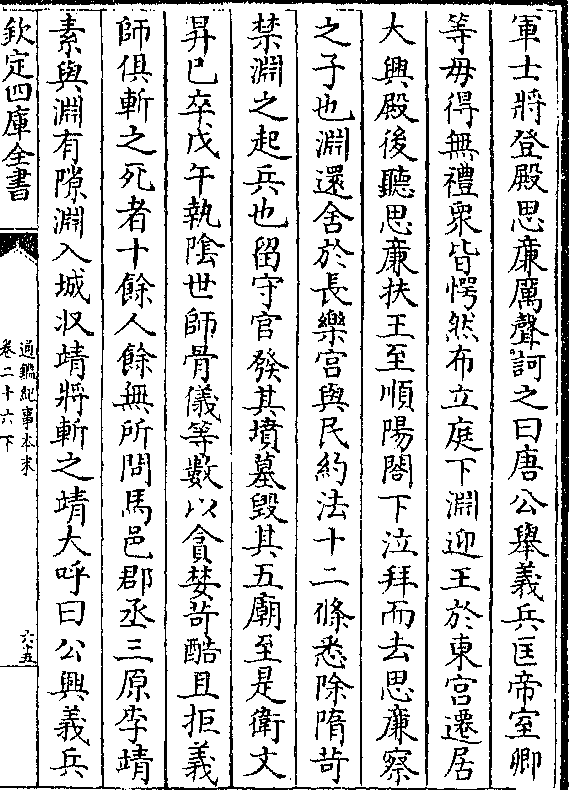 軍士將登殿思廉厲聲訶之曰唐公舉義兵匡帝室卿
等毋得無禮衆皆愕然布立庭下淵迎王於東宫遷居
大興殿後聽思廉扶王至順陽閤下泣拜而去思廉察
之子也淵還舍於長樂宫與民約法十二條悉除隋苛
禁淵之起兵也留守官發其墳墓毁其五廟至是衛文
昇已卒戊午執隂世師骨儀等數以貪婪苛酷且拒義
師俱斬之死者十餘人餘無所問馬邑郡丞三原李靖
素與淵有隙淵入城収靖將斬之靖大呼曰公興義兵
欽定四庫全書
通鑑紀事本末
卷二十六下
六十五